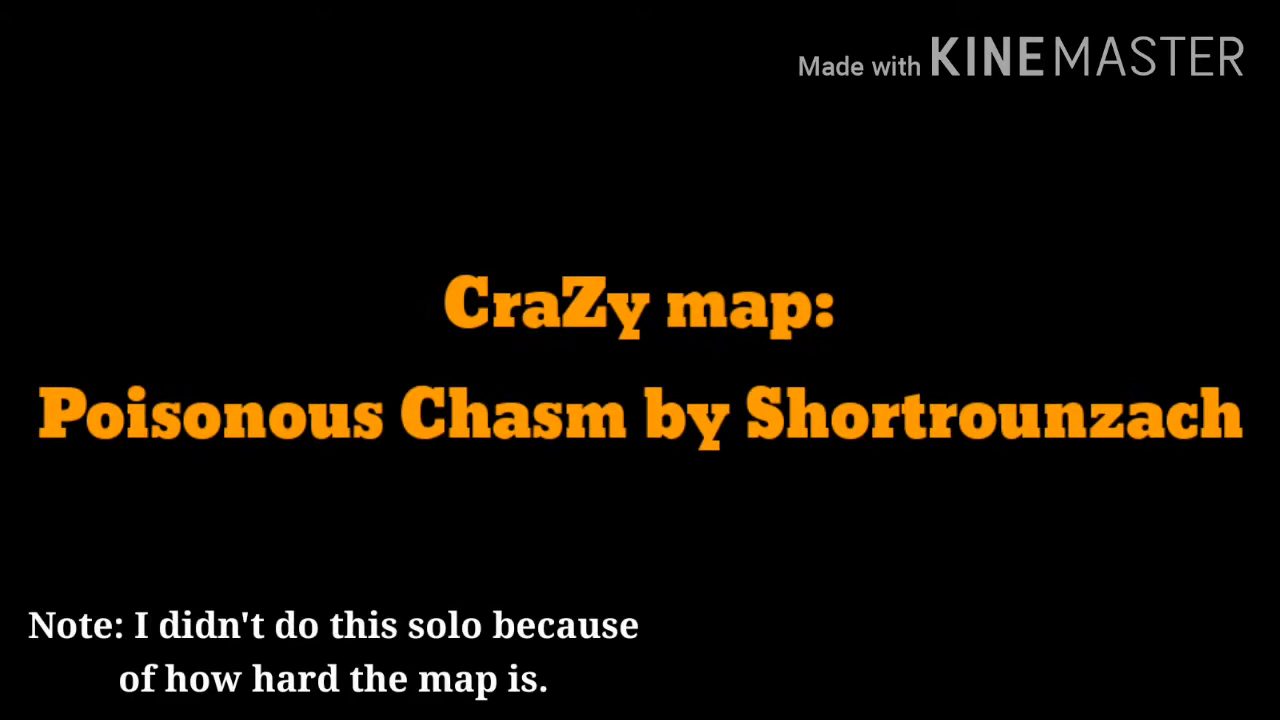 Made with KINEMASTER
CraZy map:
Poisonous Chasm by Shortrounzach
Note: I didn't do this solo because
of how hard the map is.